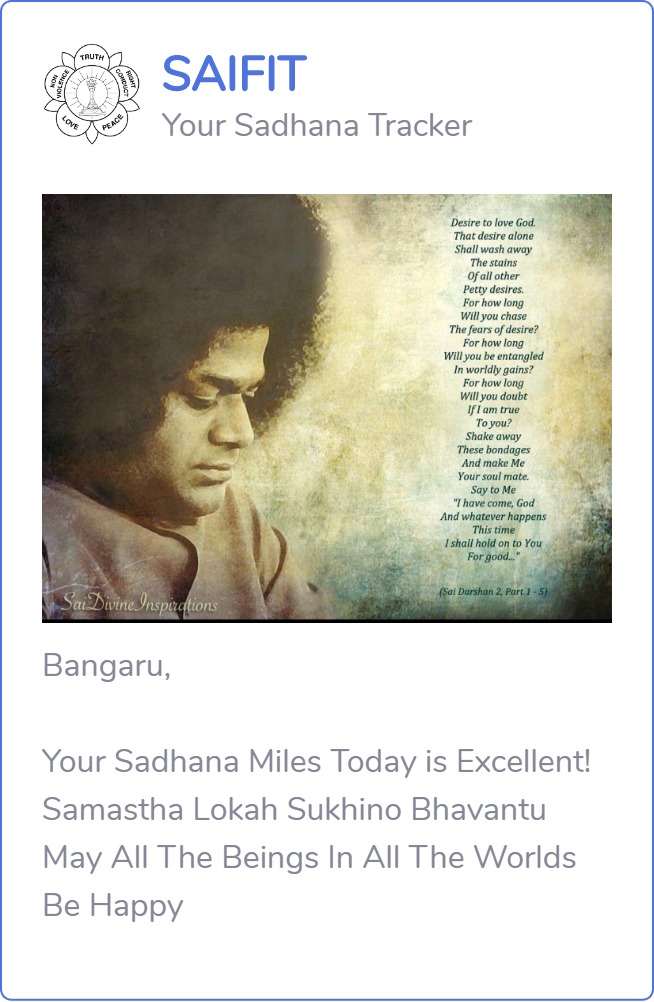 TRUTH
RIGHT
CONDUCT
PEACE
LOVE
NON
VIOLENCE
SAIFIT
Your Sadhana Tracker
Desire to love God.
That desire alone
Shall wash away
The stains
Of all other
Petty desires.
For how long
Will you chase
The fears of desire?
For how long
Will you be entangled
In worldly gains?
For how long
Will you doubt
If I am true
To you?
Shake away
These bondages
And make Me
Your soul mate.
Say to Me
"I have come, God
And whatever happens
This time
I shall hold on to You
For good..."
(Sai Darshan 2, Part 1 - 5)
SaiDivineInspirations
Bangaru,
Your Sadhana Miles Today is Excellent!
Samastha Lokah Sukhino Bhavantu
May All The Beings In All The Worlds
Be Happy